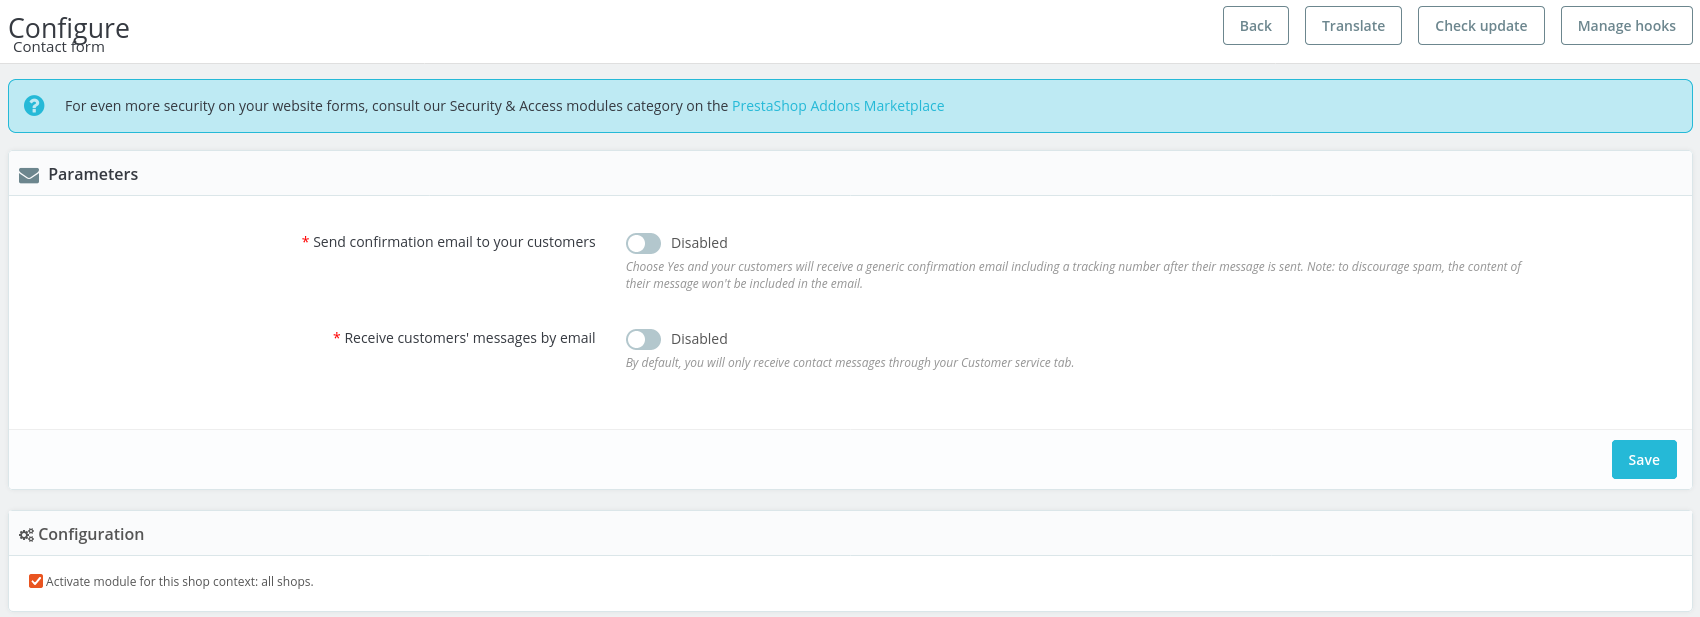 Configure
Contact form
Back
Translate
Check update
Manage hooks
For even more security on your website forms, consult our Security & Access modules category on the PrestaShop Addons Marketplace
Parameters
* Send confirmation email to your customers
Disabled
Choose Yes and your customers will receive a generic confirmation email including a tracking number after their message is sent. Note: to discourage spam, the content of
their message won't be included in the email.
* Receive customers' messages by email
Disabled
By default, you will only receive contact messages through your Customer service tab.
Save
Configuration
Activate module for this shop context: all shops.